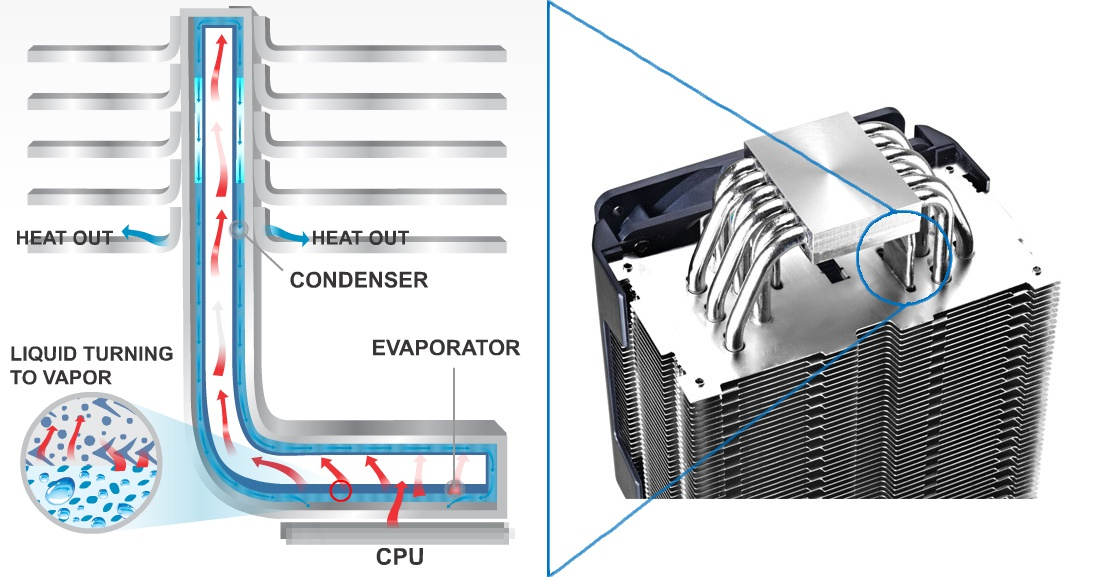 HEAT OUT
HEAT OUT
CONDENSER
EVAPORATOR
LIQUID TURNING
TO VAPOR
CPU